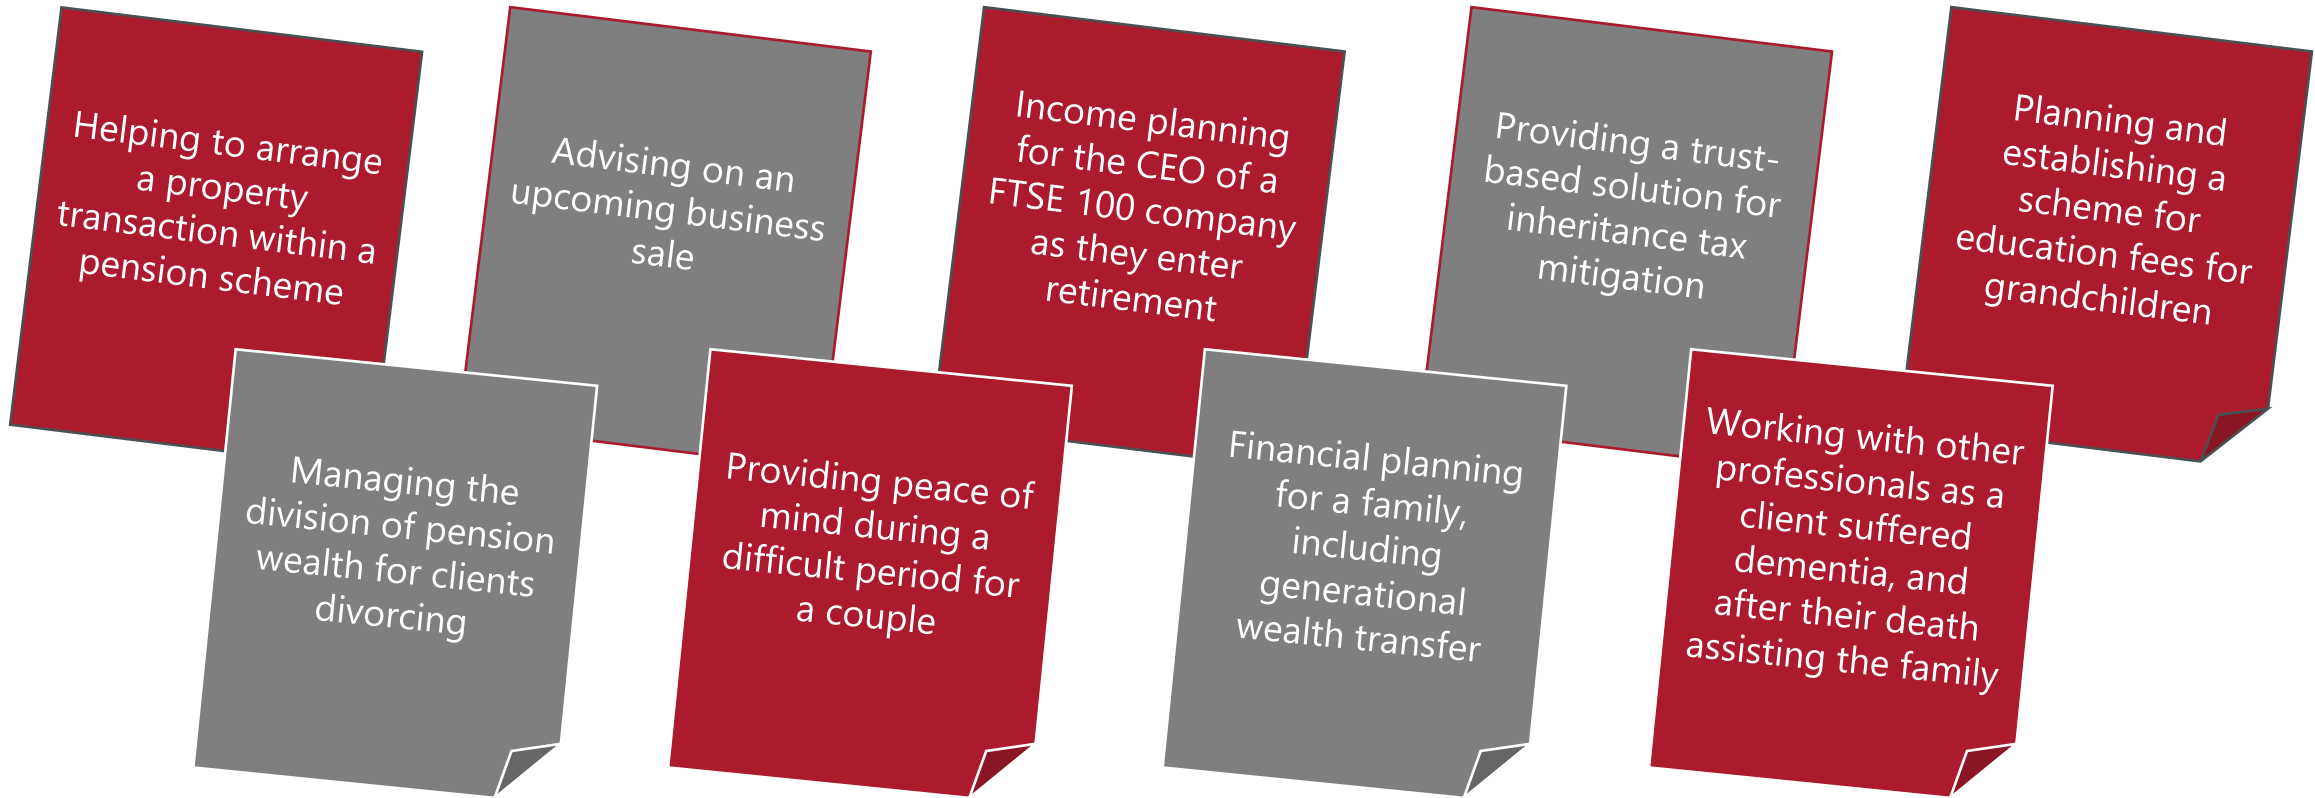 Helping to arrange
a property
transaction within a
pension scheme
Advising on an
upcoming business
sale
Income planning
for the CEO of a
FTSE 100 company
as they enter
retirement
Providing a trust-
based solution for
inheritance tax
mitigation
Planning and
establishing a
scheme for
education fees for
grandchildren
Managing the
division of pension
wealth for clients
divorcing
Providing peace of
mind during a
difficult period for
a couple
Financial planning
for a family,
including
generational
wealth transfer
Working with other
professionals as a
client suffered
dementia, and
after their death
assisting the family